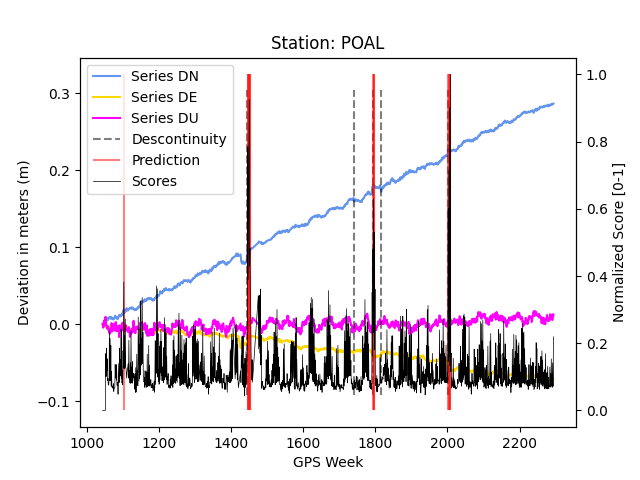 Station: POAL
Series DN
Series DE
Series DU
Discontinuity
Prediction
Scores
Deviation in meters (m)
0.3
0.2
0.1
0.0
−0.1
1000 1200 1400 1600 1800 2000 2200
GPS Week
1.0
0.8
0.6
0.4
0.2
0.0
Normalized Score [0-1]